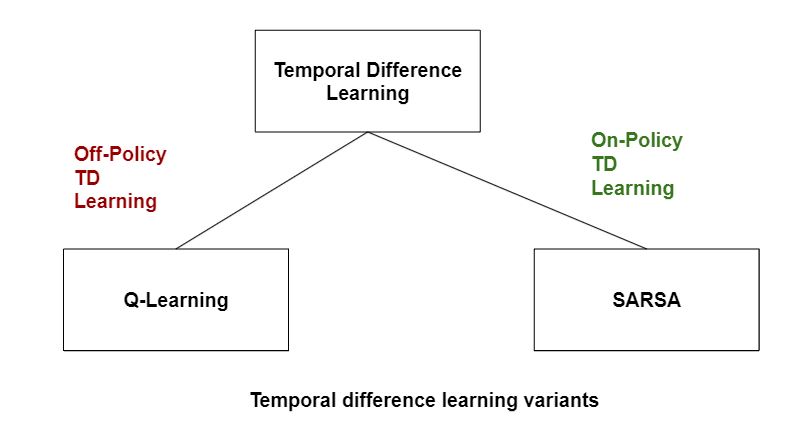 Temporal Difference
Learning
Off-Policy
TD
Learning
On-Policy
TD
Learning
Q-Learning
SARSA
Temporal difference learning variants